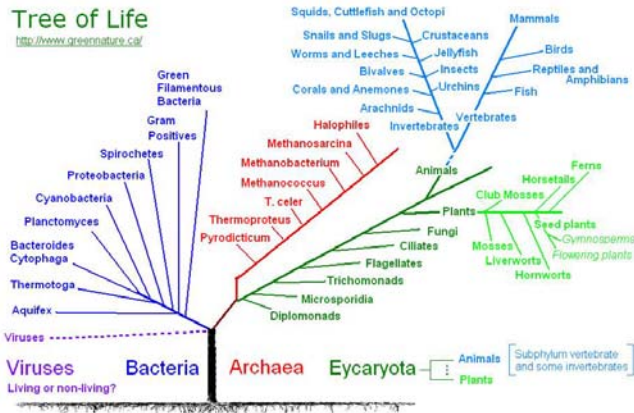 Tree of Life
http://www.greennature.ca/
Squids, Cuttlefish and Octopi
Snails and Slugs
Crustaceans
Worms and Leeches
Jellyfish
Bivalves
Insects
Corals and Anemones
Urchins
Arachnids
Invertebrates
Mammals
Birds
Reptiles and
Amphibians
Fish
Vertebrates
Green
Filamentous
Bacteria
Gram
Positives
Spirochetes
Proteobacteria
Cyanobacteria
Planctomyces
Bacteroides
Cytophaga
Thermotoga
Aquifex
Viruses
Halophiles
Methanosarcina
Methanobacterium
Methanococcus
T. celer
Thermoproteus
Pyrodicticum
Animals
Plants
Fungi
Ciliates
Flagellates
Trichomonads
Microsporidia
Diplomonads
Ferns
Horsetails
Club Mosses
Seed plants
Gymnosperms
Flowering plants
Mosses
Liverworts
Hornworts
Viruses
Living or non-living?
Bacteria
Archaea
Eycaryota
Animals
Plants
Subphylum vertebrate
and some invertebrates